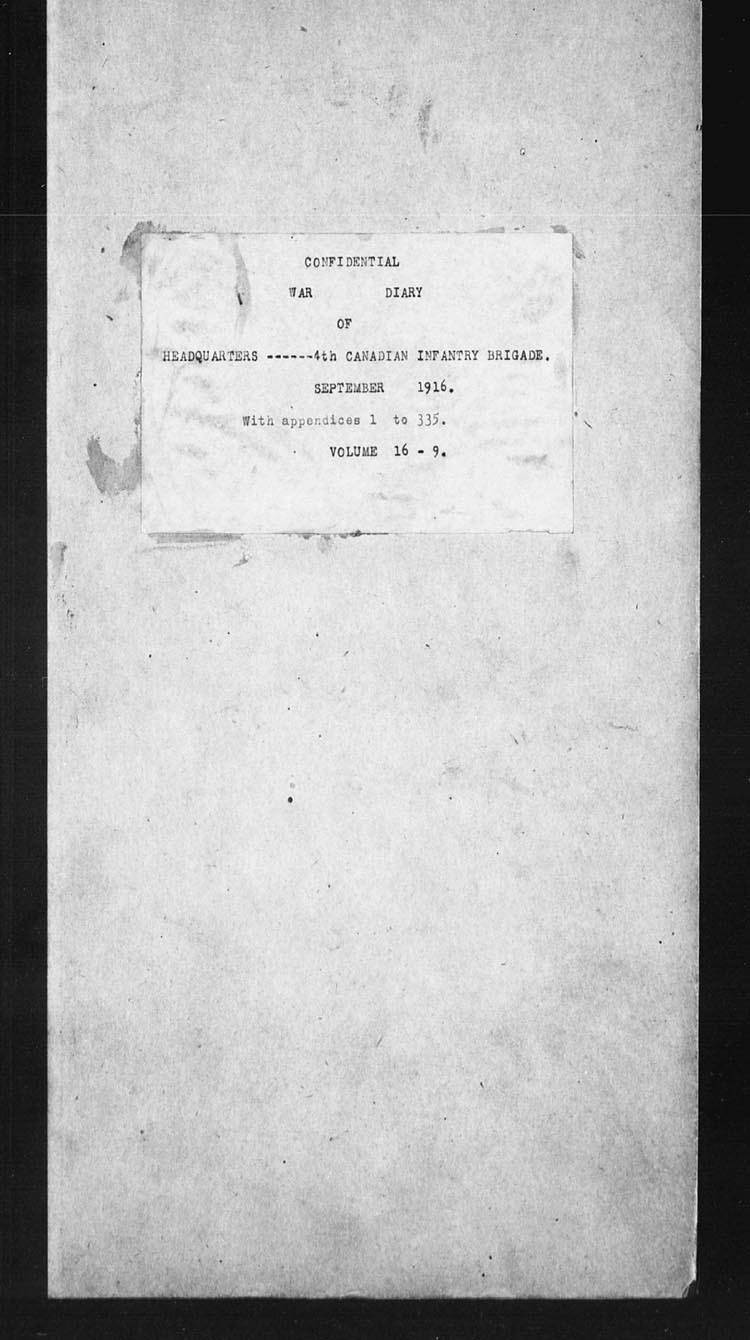 CONFIDENTIAL
WAR DIARY
OF
HEADQUARTERS ------4th CANADIAN INFANTRY BRIGADE.
SEPTEMBER 1916.
With appendices 1 to 335.
VOLUME 16 - 9.